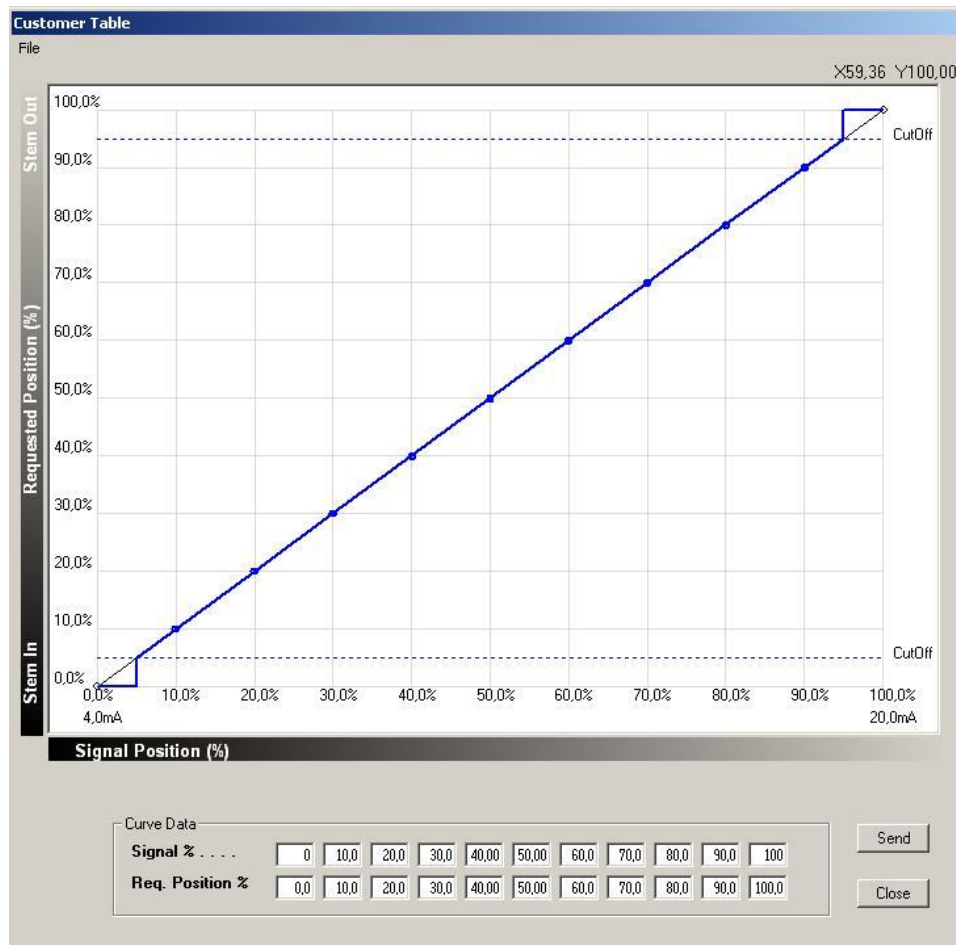 Customer Table
File
X59,36 Y100,00
Stem Out
Requested Position (%)
Stem In
100,0%
CutOff
90,0%
80,0%
70,0%
60,0%
50,0%
40,0%
30,0%
20,0%
10,0%
CutOff
0,0%
0,0% 10,0% 20,0% 30,0% 40,0% 50,0% 60,0% 70,0% 80,0% 90,0% 100,0%
4,0mA 20,0mA
Signal Position (%)
Curve Data
Signal % . . . . 0 10,0 20,0 30,0 40,00 50,00 60,0 70,0 80,0 90,0 100
Req. Position % 0,0 10,0 20,0 30,0 40,00 50,00 60,0 70,0 80,0 90,0 100,0
Send
Close